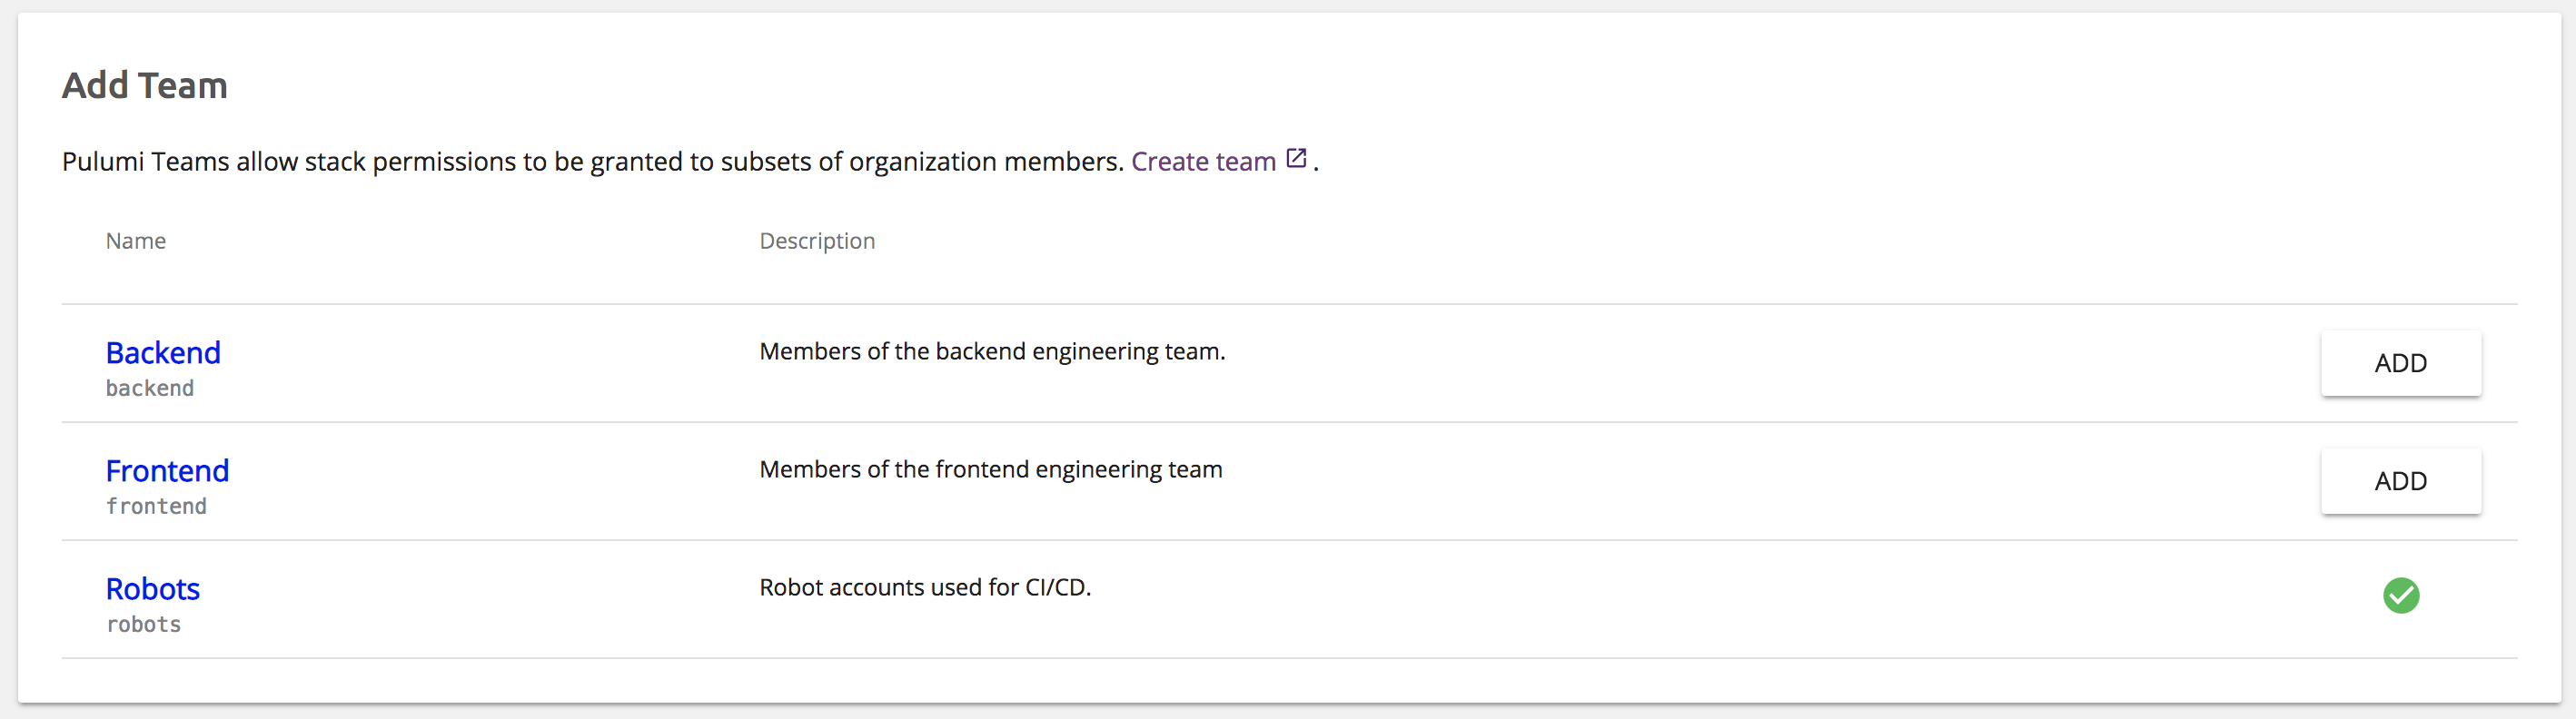 Add Team
Pulumi Teams allow stack permissions to be granted to subsets of organization members. Create team .
Name Description
Backend Members of the backend engineering team. ADD
backend
Frontend Members of the frontend engineering team ADD
frontend
Robots Robot accounts used for CI/CD.
robots